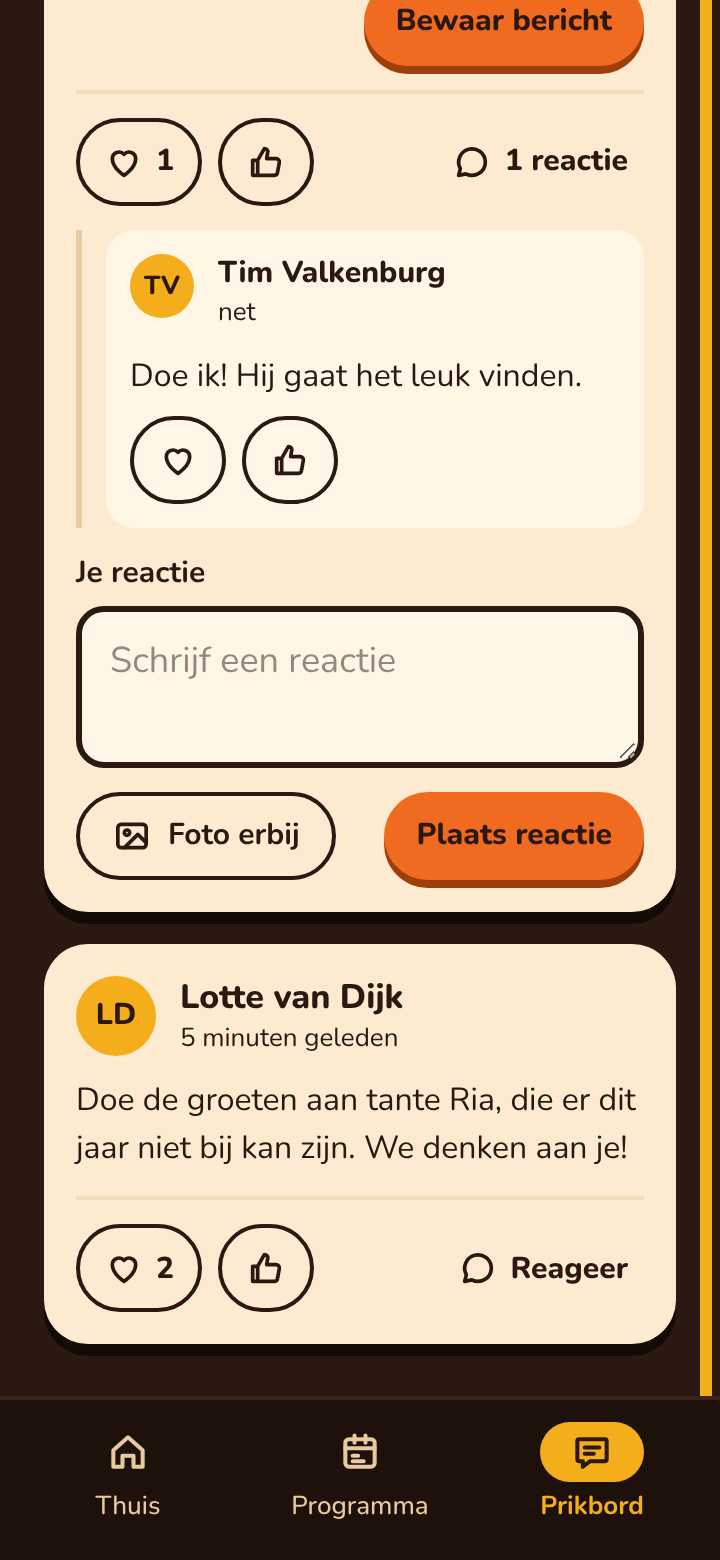 Bewaar bericht
1
1 reactie
TV
Tim Valkenburg
net
Doe ik! Hij gaat het leuk vinden.
Je reactie
Schrijf een reactie
Foto erbij
Plaats reactie
LD
Lotte van Dijk
5 minuten geleden
Doe de groeten aan tante Ria, die er dit
jaar niet bij kan zijn. We denken aan je!
2
Reageer
Thuis
Programma
Prikbord